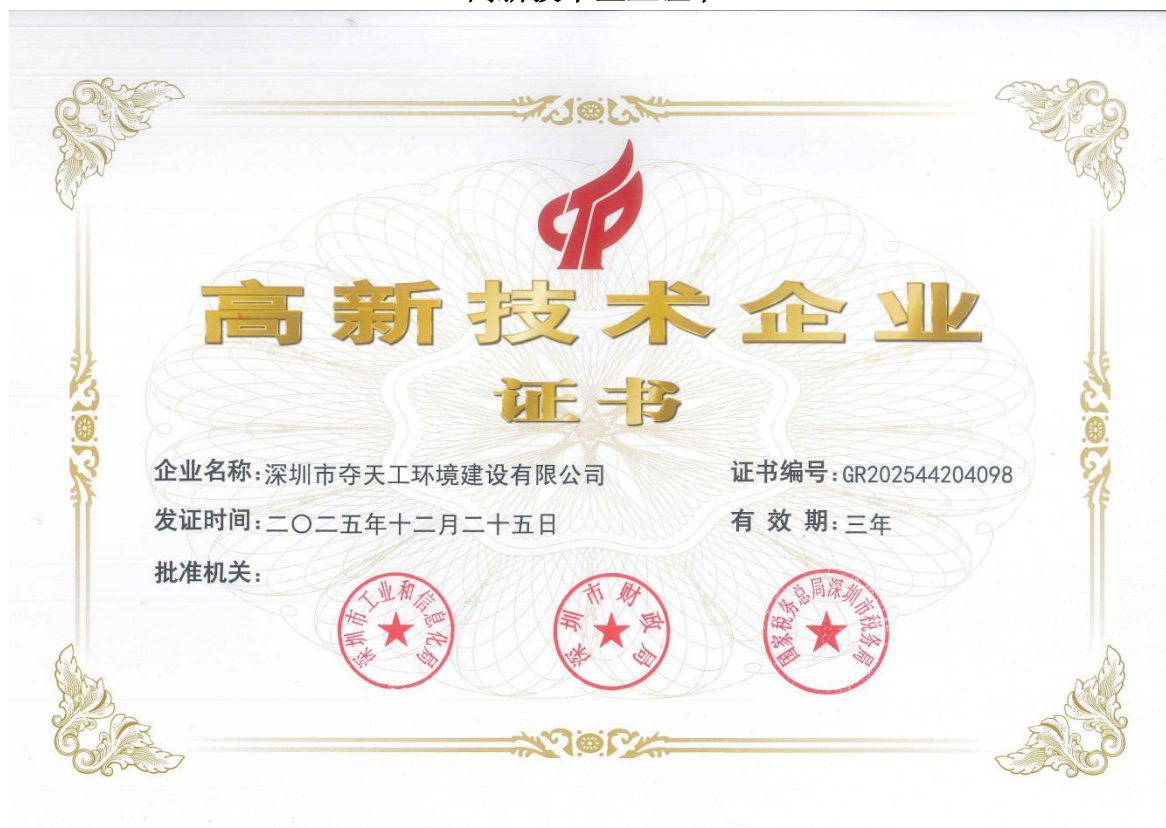 高新技术企业
证书
企业名称:深圳市夺天工环境建设有限公司
证书编号:GR202544204098
发证时间:二〇二五年十二月二十五日
有 效 期:三年
批准机关:
深圳市工业和信息化局
深圳市财政局
国家税务总局深圳市税务局